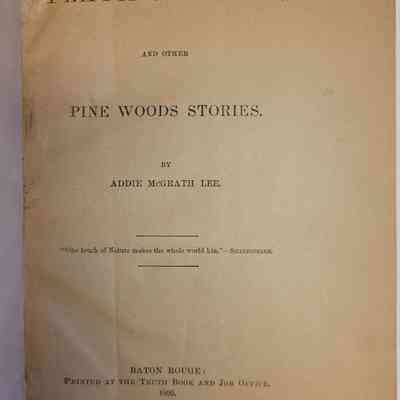 AND OTHER
PINE WOODS STORIES.
BY
ADDIE McGRATH LEE.
"One touch of Nature makes the whole world kin."—SHAKESPEARE.
BATON ROUGE:
PRINTED AT THE TRUTH BOOK AND JOB OFFICE.